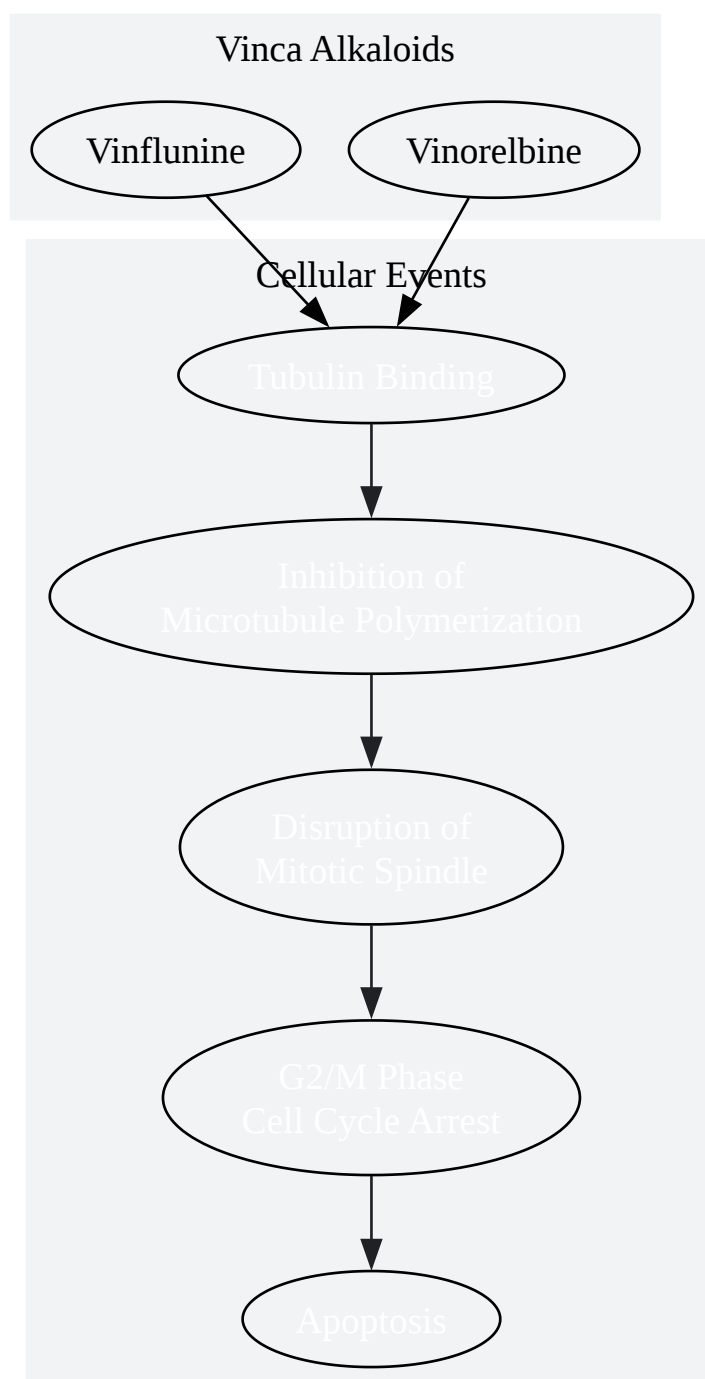 Vinca Alkaloids
Vinflunine
Vinorelbine
Cellular Events
Tubulin Binding
Inhibition of
Microtubule Polymerization
Disruption of
Mitotic Spindle
G2/M Phase
Cell Cycle Arrest
Apoptosis